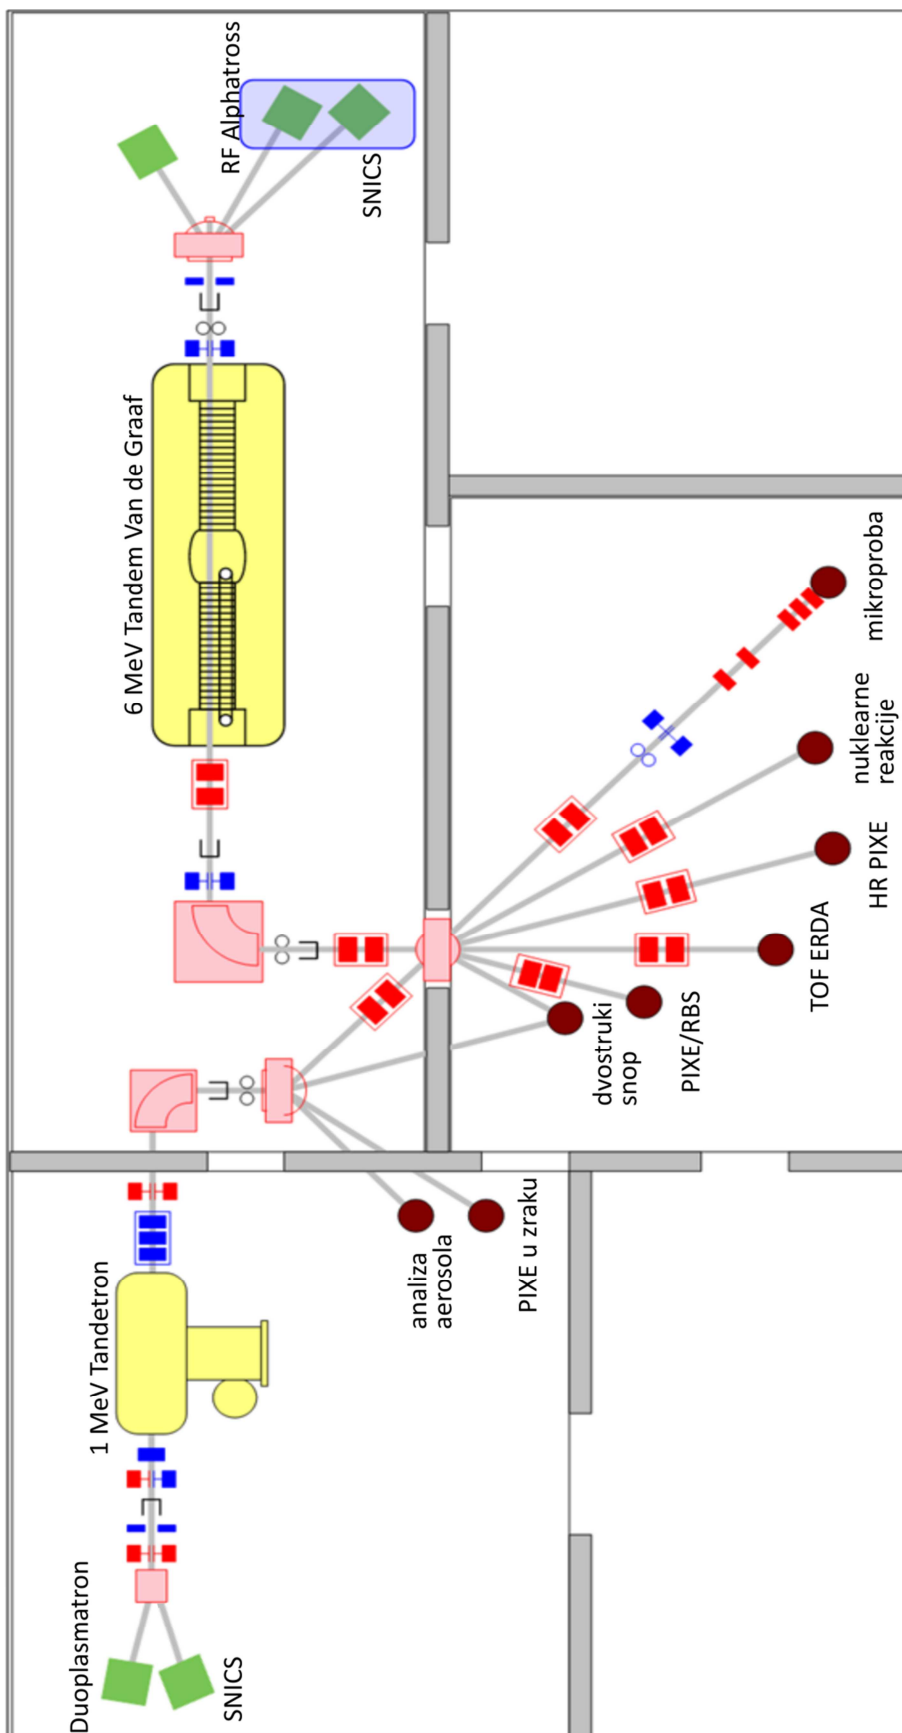 Duoplasmatron
SNICS
1 MeV Tandetron
analiza
aerosola
PIXE u zraku
6 MeV Tandem Van de Graaf
RF Alphatross
SNICS
dvostruki
snop
PIXE/RBS
TOF ERDA
HR PIXE
nuklearne
reakcije
mikroproba